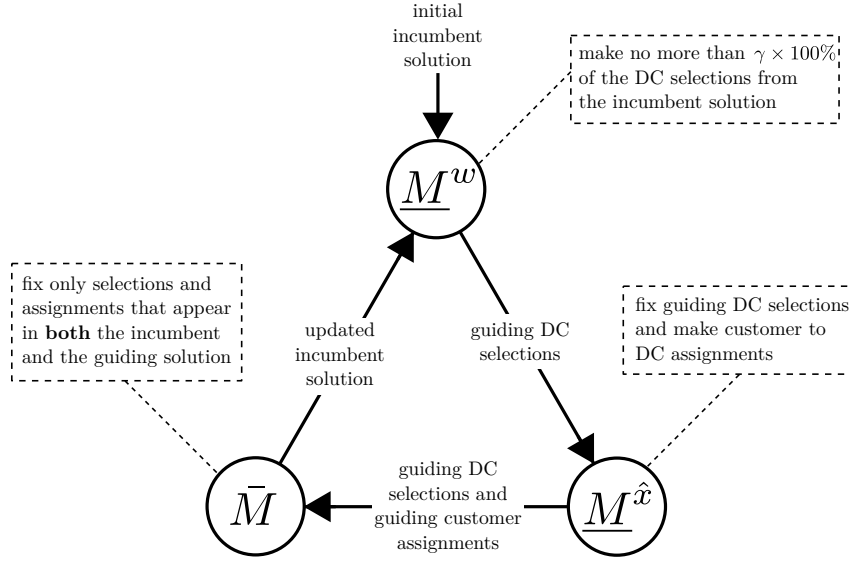 initial
incumbent
solution
make no more than γ × 100%
of the DC selections from
the incumbent solution
M^w
fix only selections and
assignments that appear
in both the incumbent
and the guiding solution
updated
incumbent
solution
guiding DC
selections
fix guiding DC selections
and make customer to
DC assignments
M̄
guiding DC
selections and
guiding customer
assignments
M^x̂